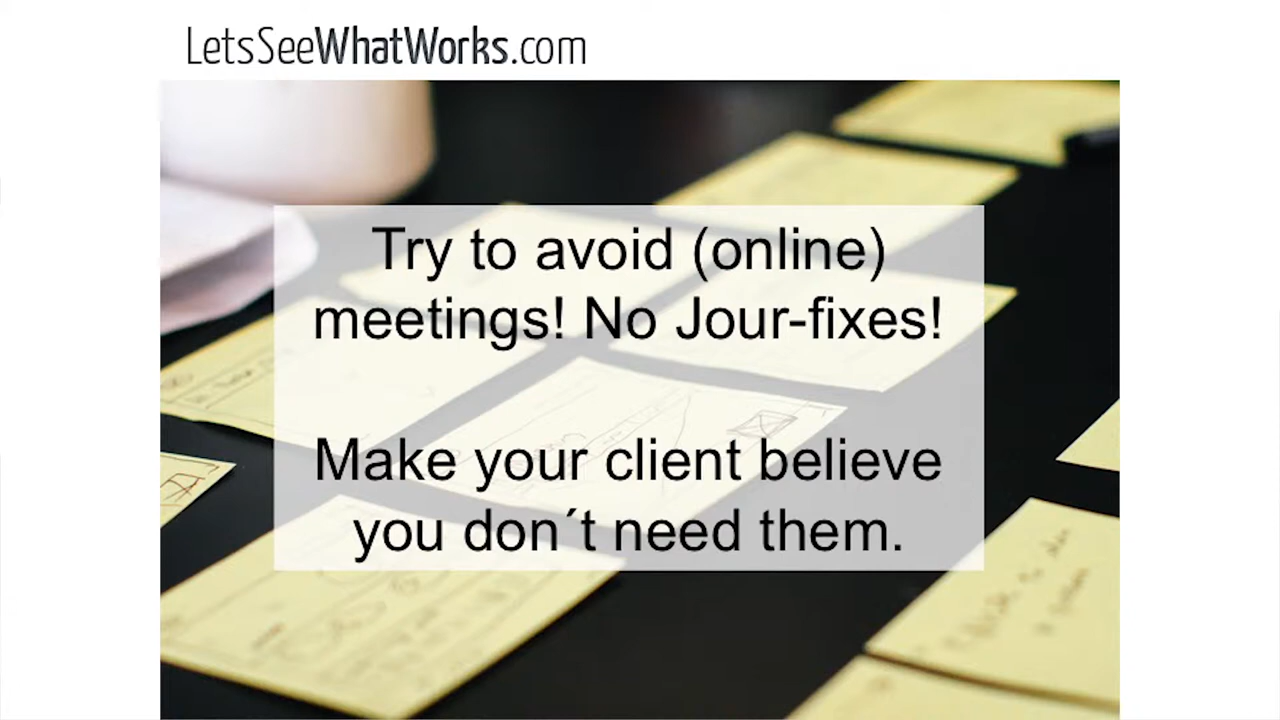 LetsSeeWhatWorks.com
Try to avoid (online)
meetings! No Jour-fixes!
Make your client believe
you don´t need them.